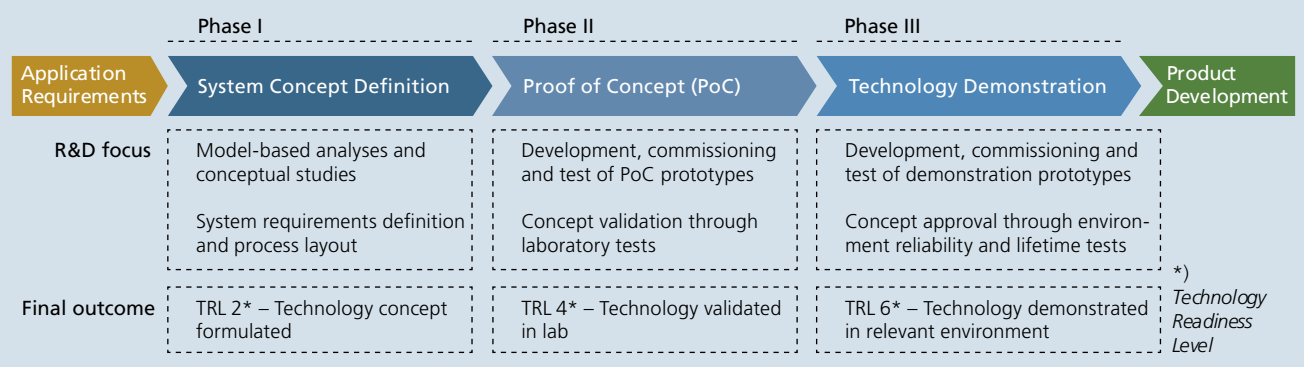 Phase I
Phase II
Phase III
Application
Requirements
System Concept Definition
Proof of Concept (PoC)
Technology Demonstration
Product
Development
R&D focus
Model-based analyses and
conceptual studies
System requirements definition
and process layout
Development, commissioning
and test of PoC prototypes
Concept validation through
laboratory tests
Development, commissioning and
test of demonstration prototypes
Concept approval through environ-
ment reliability and lifetime tests
Final outcome
TRL 2* – Technology concept
formulated
TRL 4* – Technology validated
in lab
TRL 6* – Technology demonstrated
in relevant environment
*)
Technology
Readiness
Level